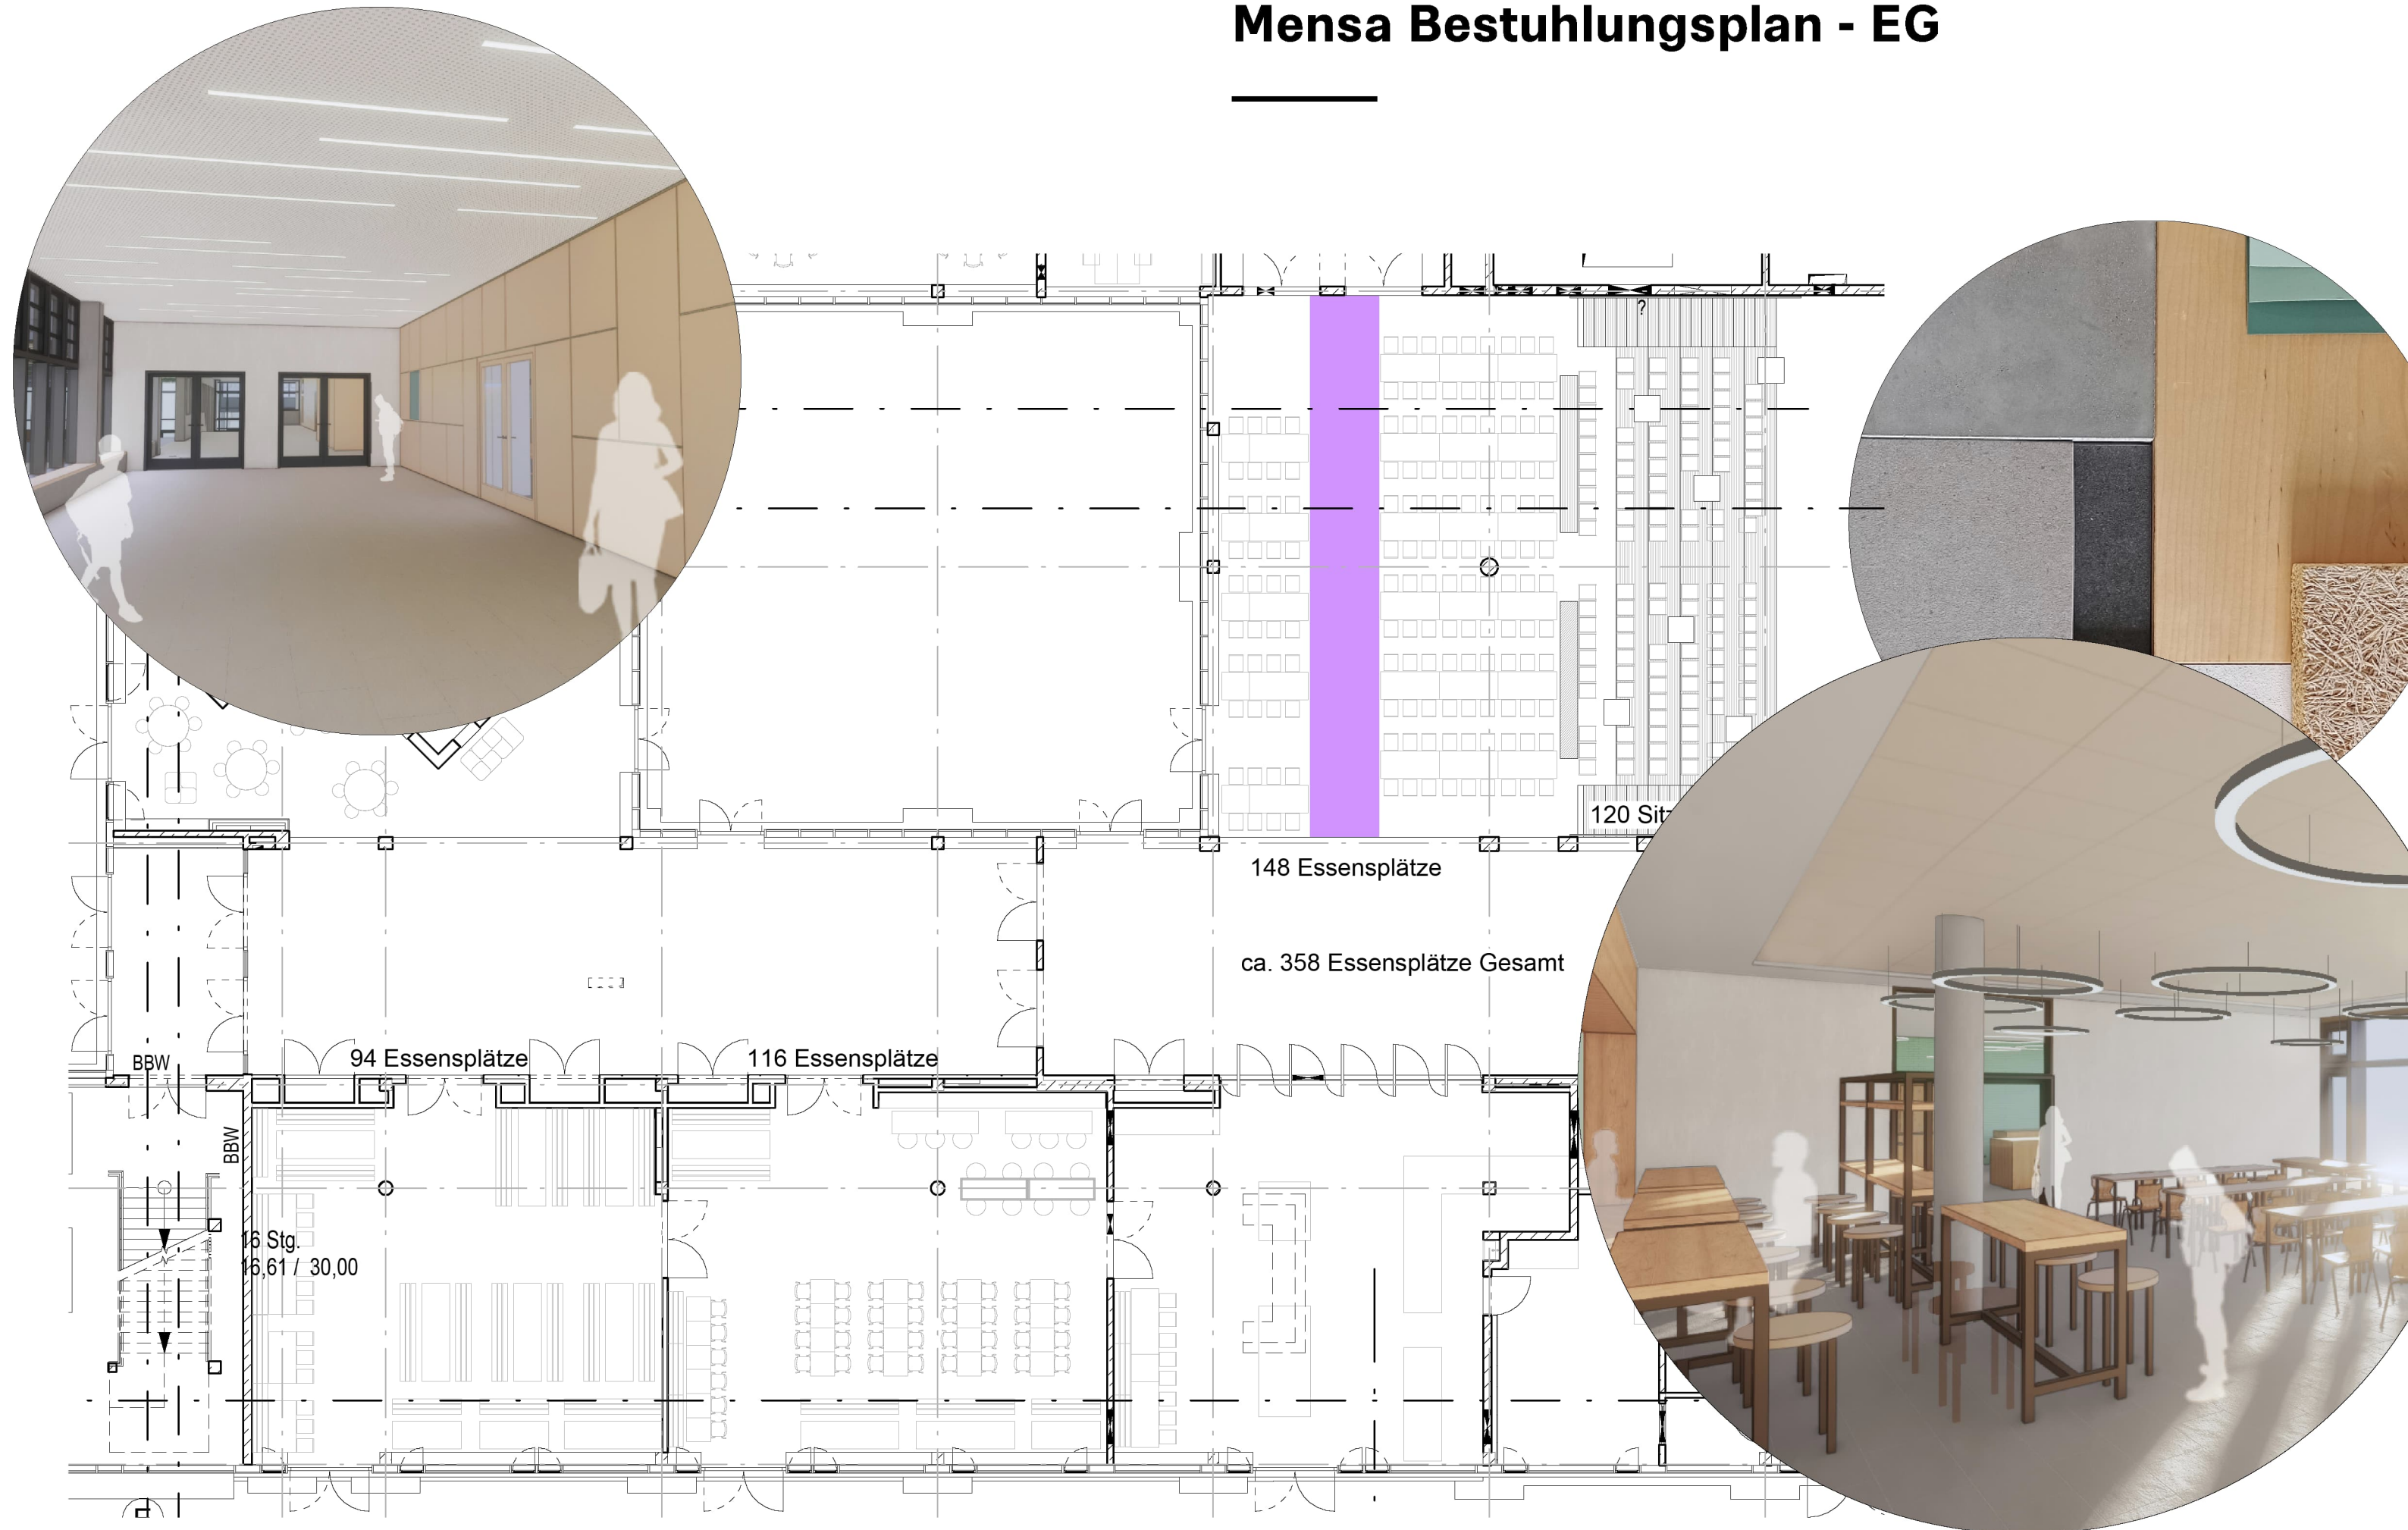 Mensa Bestuhlungsplan - EG
?
120 Sitz
148 Essensplätze
ca. 358 Essensplätze Gesamt
BBW
94 Essensplätze
116 Essensplätze
BBW
16 Stg.
16,61 / 30,00